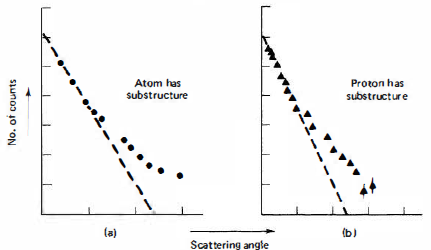 Atom has
substructure
Proton has
substructure
No. of counts
(a)
(b)
Scattering angle